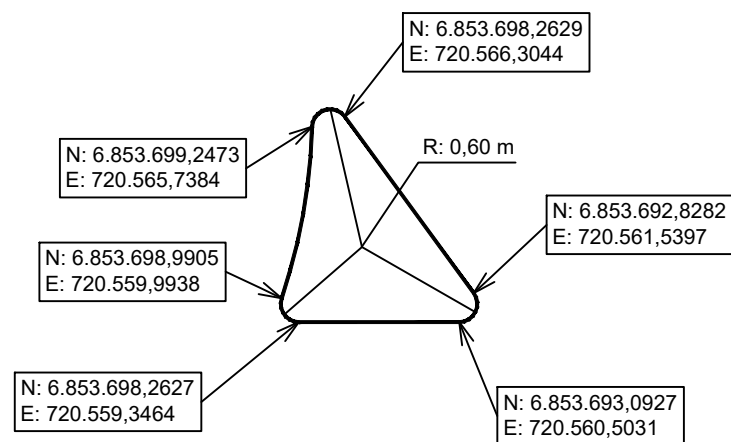 N: 6.853.698,2629
E: 720.566,3044
N: 6.853.699,2473
E: 720.565,7384
R: 0,60 m
N: 6.853.692,8282
E: 720.561,5397
N: 6.853.698,9905
E: 720.559,9938
N: 6.853.698,2627
E: 720.559,3464
N: 6.853.693,0927
E: 720.560,5031